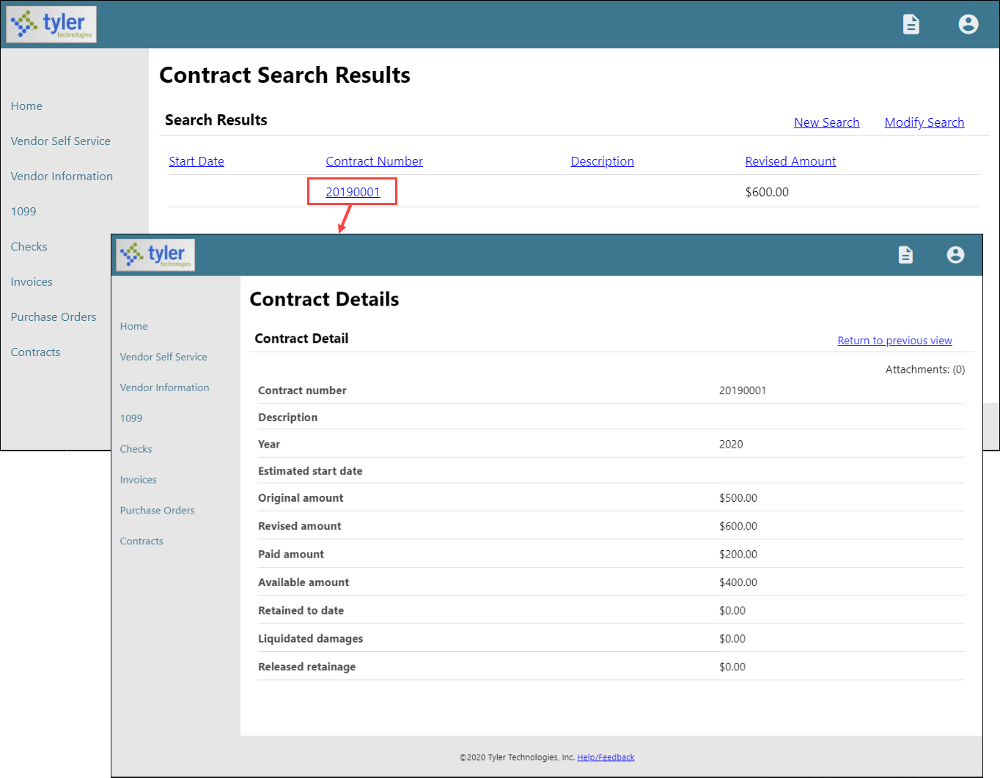 tyler
technologies
Contract Search Results
Home
Vendor Self Service
Vendor Information
1099
Checks
Invoices
Purchase Orders
Contracts
Search Results
New Search Modify Search
Start Date Contract Number Description Revised Amount
20190001 $600.00
tyler
technologies
Contract Details
Home
Vendor Self Service
Vendor Information
1099
Checks
Invoices
Purchase Orders
Contracts
Contract Detail
Return to previous view
Attachments: (0)
Contract number 20190001
Description
Year 2020
Estimated start date
Original amount $500.00
Revised amount $600.00
Paid amount $200.00
Available amount $400.00
Retained to date $0.00
Liquidated damages $0.00
Released retainage $0.00
©2020 Tyler Technologies, Inc. Help/Feedback